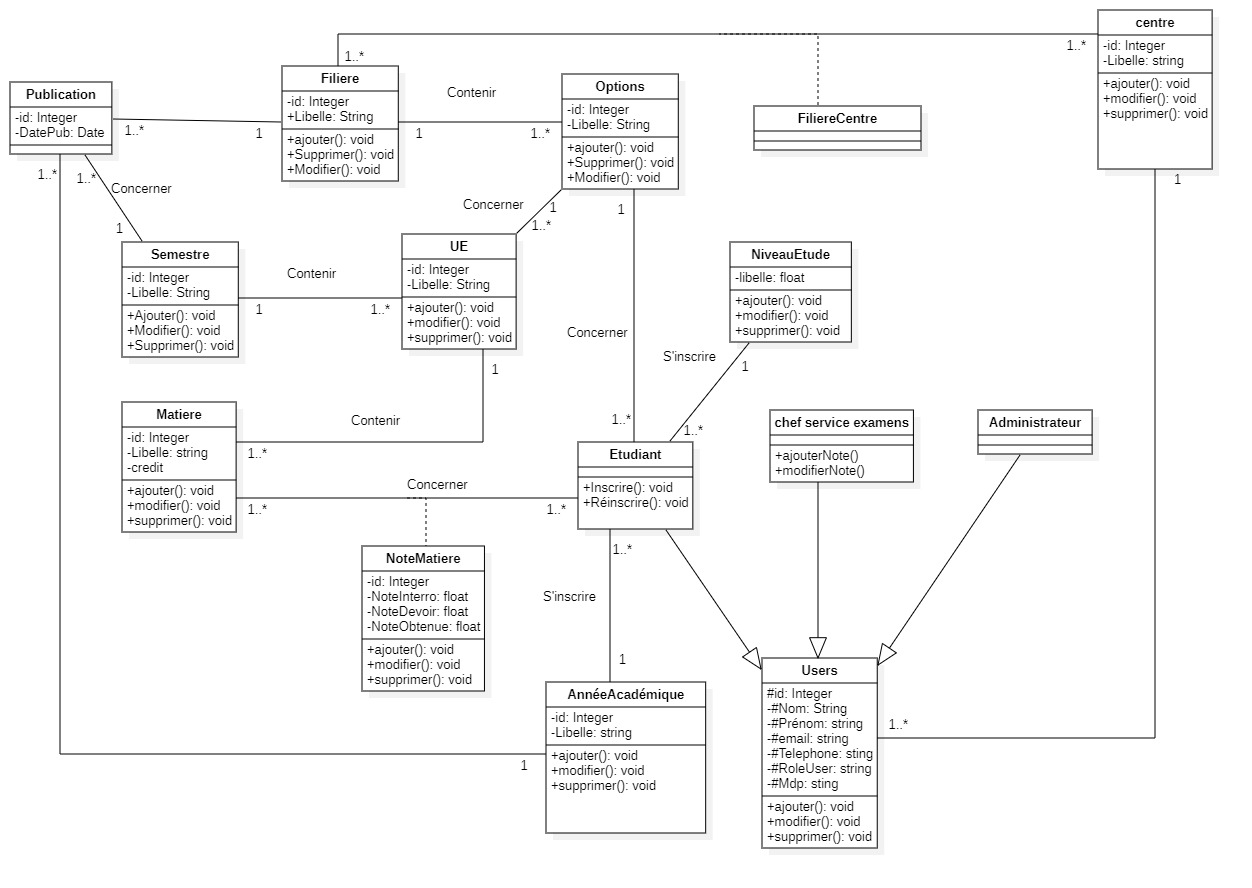 centre
-id: Integer
-Libelle: string
+ajouter(): void
+modifier(): void
+supprimer(): void
1..*
1
1..*
Filiere
-id: Integer
+Libelle: String
+ajouter(): void
+Supprimer(): void
+Modifier(): void
Contenir
1
1..*
Options
-id: Integer
-Libelle: String
+ajouter(): void
+Supprimer(): void
+Modifier(): void
FiliereCentre
Publication
-id: Integer
-DatePub: Date
1..*
1
1..*
1..*
Concerner
1
Concerner
1
1..*
1
Semestre
-id: Integer
-Libelle: String
+Ajouter(): void
+Modifier(): void
+Supprimer(): void
Contenir
1
1..*
UE
-id: Integer
-Libelle: String
+ajouter(): void
+modifier(): void
+supprimer(): void
1
NiveauEtude
-libelle: float
+ajouter(): void
+modifier(): void
+supprimer(): void
Concerner
S'inscrire
1
1..*
1..*
Matiere
-id: Integer
-Libelle: string
-credit
+ajouter(): void
+modifier(): void
+supprimer(): void
Contenir
1..*
Concerner
1..*
1..*
Etudiant
+Inscrire(): void
+Réinscrire(): void
chef service examens
+ajouterNote()
+modifierNote()
Administrateur
NoteMatiere
-id: Integer
-NoteInterro: float
-NoteDevoir: float
-NoteObtenue: float
+ajouter(): void
+modifier(): void
+supprimer(): void
1..*
S'inscrire
1
AnnéeAcadémique
-id: Integer
-Libelle: string
+ajouter(): void
+modifier(): void
+supprimer(): void
1
Users
#id: Integer
-#Nom: String
-#Prénom: string
-#email: string
-#Telephone: sting
-#RoleUser: string
-#Mdp: sting
+ajouter(): void
+modifier(): void
+supprimer(): void
1..*